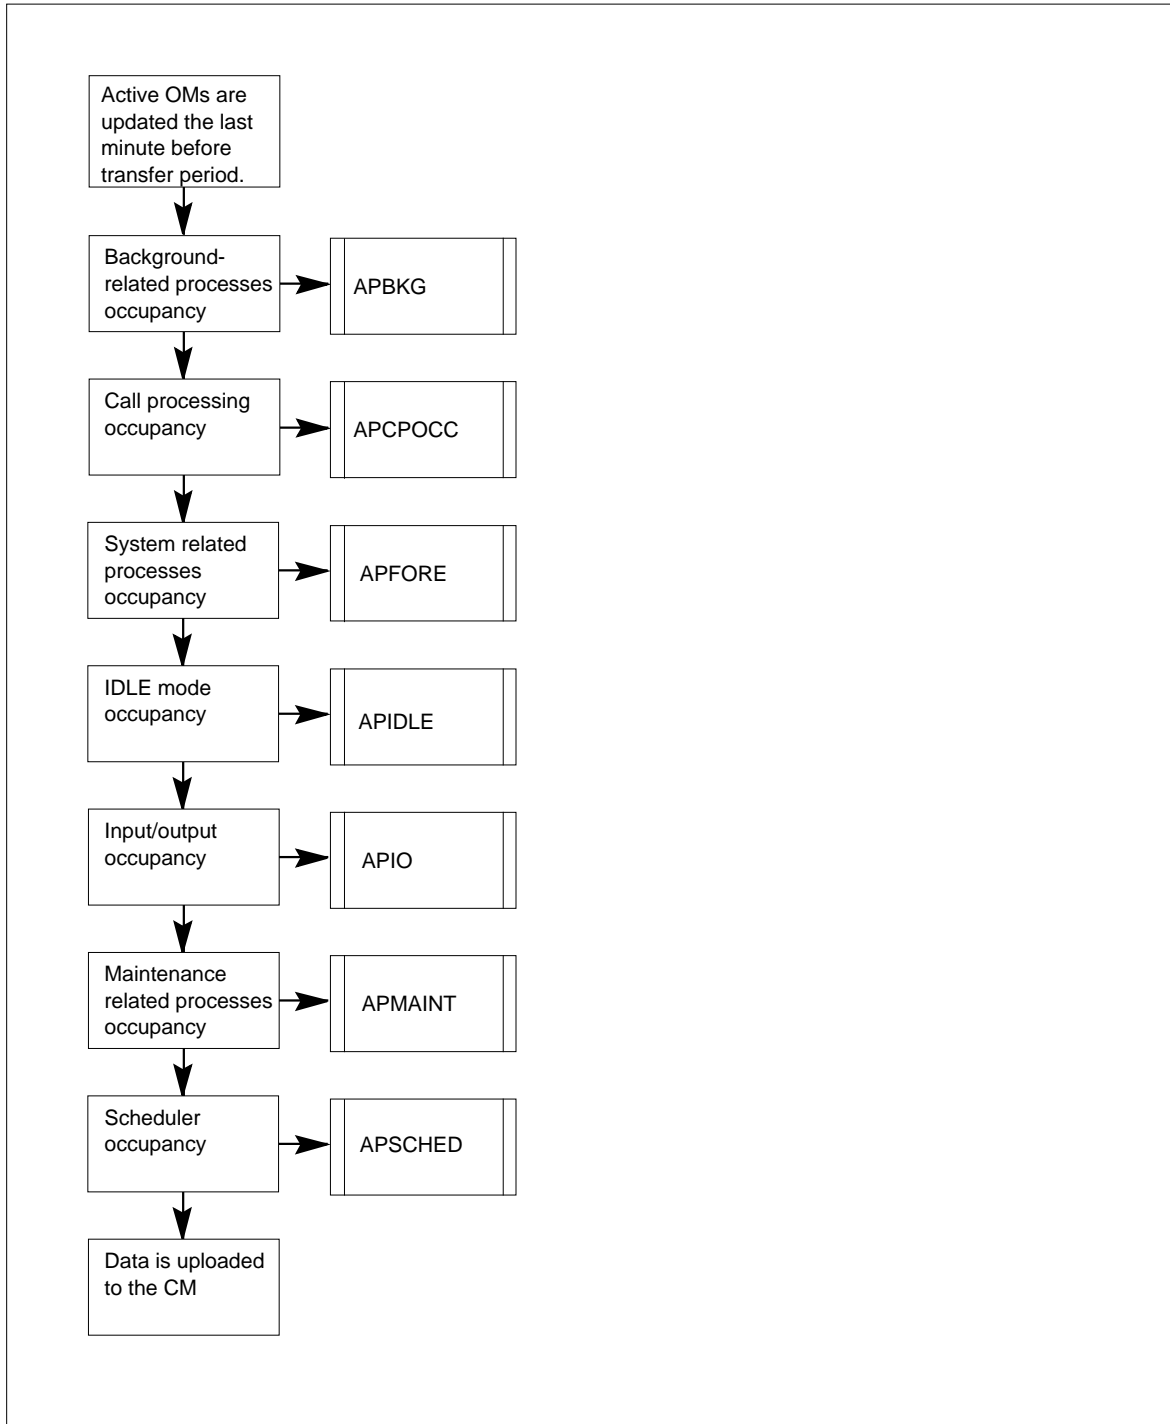 Active OMs are
updated the last
minute before
transfer period.
Background-
related processes
occupancy
APBKG
Call processing
occupancy
APCPOCC
System related
processes
occupancy
APFORE
IDLE mode
occupancy
APIDLE
Input/output
occupancy
APIO
Maintenance
related processes
occupancy
APMAINT
Scheduler
occupancy
APSCHED
Data is uploaded
to the CM